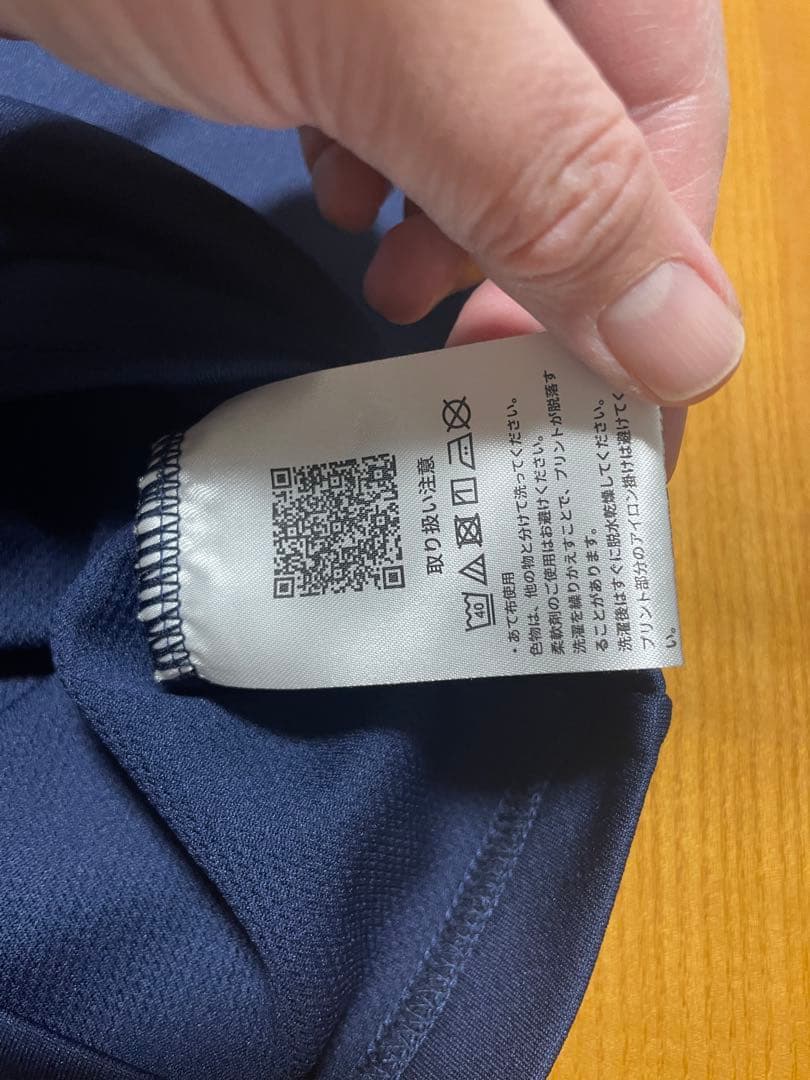 取り扱い注意
40
・あて布使用
色物は、他の物と分けて洗ってください。
柔軟剤のご使用はお避けください。
洗濯を繰りかえすことで、プリントが脱落す
ることがあります。
洗濯後はすぐに脱水乾燥してください。
プリント部分のアイロン掛けは避けてく
い。